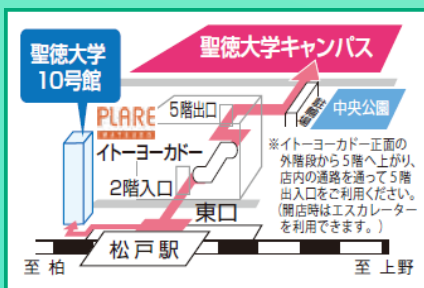 聖徳大学
10号館
聖徳大学キャンパス
PLARE
MATSUDO
イトーヨーカドー
5階出口
2階入口
駐輪場
中央公園
※イトーヨーカドー正面の
外階段から5階へ上がり、
店内の通路を通って5階
出入口をご利用ください。
(開店時はエスカレーター
を利用できます。)
東口
松戸駅
至 柏
至 上野